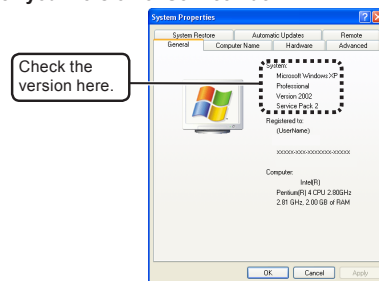 System Properties
System Restore Automatic Updates Remote
General Computer Name Hardware Advanced
Check the
version here.
System:
Microsoft Windows XP
Professional
Version 2002
Service Pack 2
Registered to:
(UserName)
xxxxx-xxx-xxxxxxx-xxxxx
Computer:
Intel(R)
Pentium(R) 4 CPU 2.80GHz
2.81 GHz, 2.00 GB of RAM
OK Cancel Apply